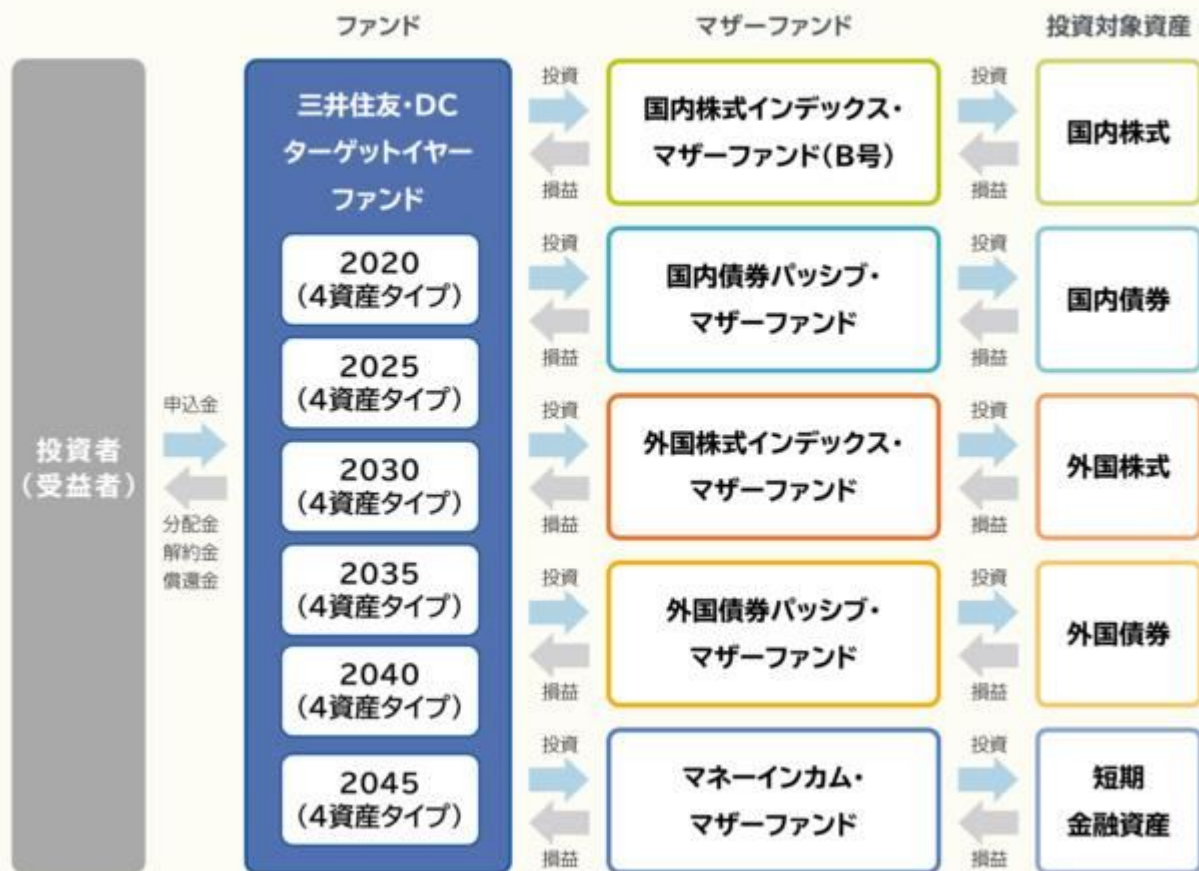 ファンド
マザーファンド
投資対象資産
投資者
(受益者)
申込金
分配金
解約金
償還金
三井住友・DC
ターゲットイヤー
ファンド
2020
(4資産タイプ)
2025
(4資産タイプ)
2030
(4資産タイプ)
2035
(4資産タイプ)
2040
(4資産タイプ)
2045
(4資産タイプ)
投資
損益
国内株式インデックス・
マザーファンド(B号)
投資
損益
国内株式
投資
損益
国内債券パッシブ・
マザーファンド
投資
損益
国内債券
投資
損益
外国株式インデックス・
マザーファンド
投資
損益
外国株式
投資
損益
外国債券パッシブ・
マザーファンド
投資
損益
外国債券
投資
損益
マネーインカム・
マザーファンド
投資
損益
短期
金融資産